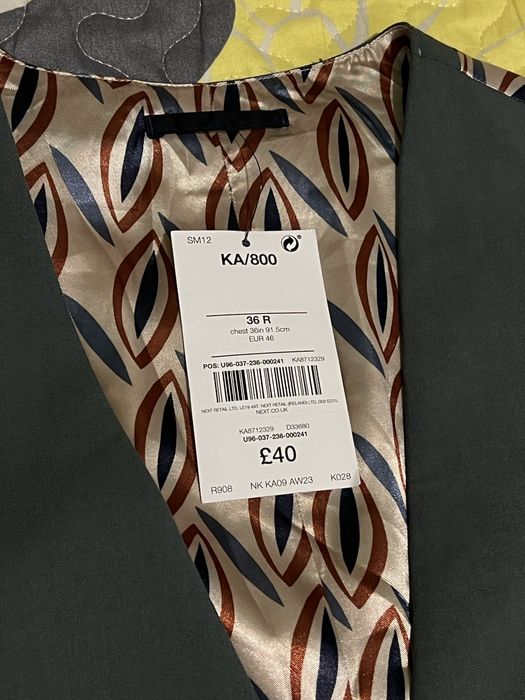 SM12
KA/800
36 R
chest 36in 91.5cm
EUR 46
POS: U96-037-236-000241 KA8712329
NEXT RETAIL LTD, LE19 4AT. NEXT RETAIL (IRELAND) LTD, D02 ED70.
NEXT.CO.UK
KA8712329 D33680
U96-037-236-000241
£40
R908 NK KA09 AW23 K028